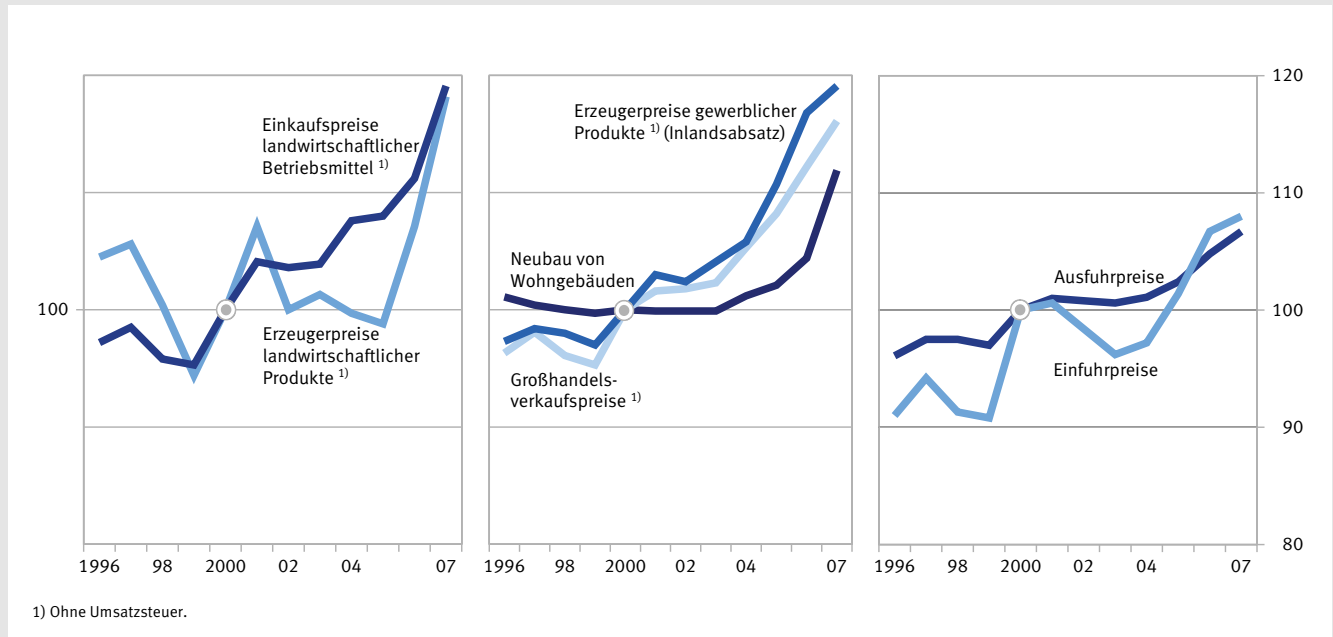 120
Erzeugerpreise gewerblicher
Produkte 1) (Inlandsabsatz)
Einkaufspreise
landwirtschaftlicher
Betriebsmittel 1)
110
Neubau von
Wohngebäuden
Ausfuhrpreise
100
100
Erzeugerpreise
landwirtschaftlicher
Produkte 1)
Großhandels-
verkaufspreise 1)
Einfuhrpreise
90
80
1996 98 2000 02 04 07
1996 98 2000 02 04 07
1996 98 2000 02 04 07
1) Ohne Umsatzsteuer.